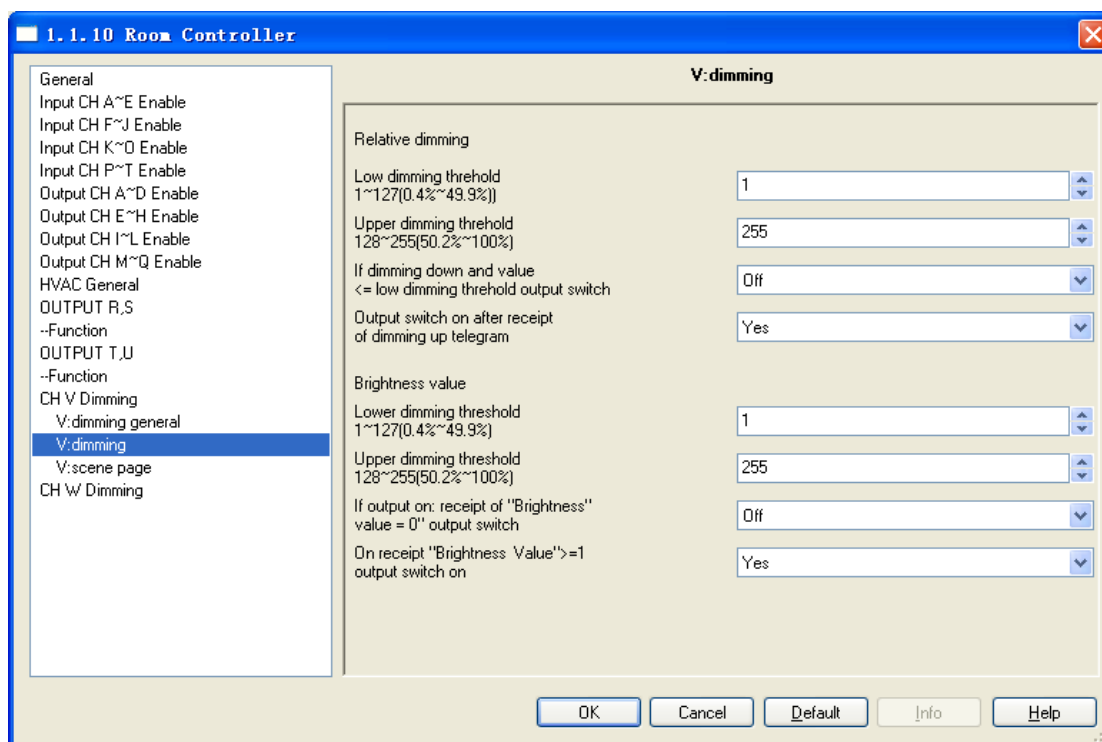 1.1.10 Room Controller
General
Input CH A~E Enable
Input CH F~J Enable
Input CH K~O Enable
Input CH P~T Enable
Output CH A~D Enable
Output CH E~H Enable
Output CH I~L Enable
Output CH M~Q Enable
HVAC General
OUTPUT R,S
--Function
OUTPUT T,U
--Function
CH V Dimming
V:dimming general
V:dimming
V:scene page
CH W Dimming
V:dimming
Relative dimming
Low dimming threhold
1~127(0.4%~49.9%))
1
Upper dimming threhold
128~255(50.2%~100%)
255
If dimming down and value
<= low dimming threhold output switch
Off
Output switch on after receipt
of dimming up telegram
Yes
Brightness value
Lower dimming threshold
1~127(0.4%~49.9%)
1
Upper dimming threshold
128~255(50.2%~100%)
255
If output on: receipt of "Brightness"
value = 0" output switch
Off
On receipt "Brightness Value">=1
output switch on
Yes
OK
Cancel
Default
Info
Help